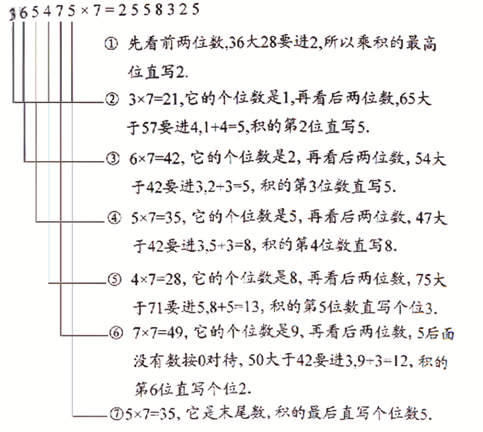 365475×7=2558325
① 先看前两位数,36大28要进2,所以乘积的最高
位直写2.
② 3×7=21,它的个位数是1,再看后两位数,65大
于57要进4,1+4=5,积的第2位直写5.
③ 6×7=42, 它的个位数是2, 再看后两位数, 54大
于42要进3,2+3=5, 积的第3位数直写5.
④ 5×7=35, 它的个位数是5, 再看后两位数, 47大
于42要进3,5+3=8, 积的第4位数直写8.
⑤ 4×7=28, 它的个位数是8, 再看后两位数, 75大
于71要进5,8+5=13, 积的第5位数直写个位3.
⑥ 7×7=49, 它的个位数是9, 再看后两位数, 5后面
没有数按0对待, 50大于42要进3,9+3=12, 积的
第6位直写个位2.
⑦5×7=35, 它是末尾数, 积的最后直写个位数5.